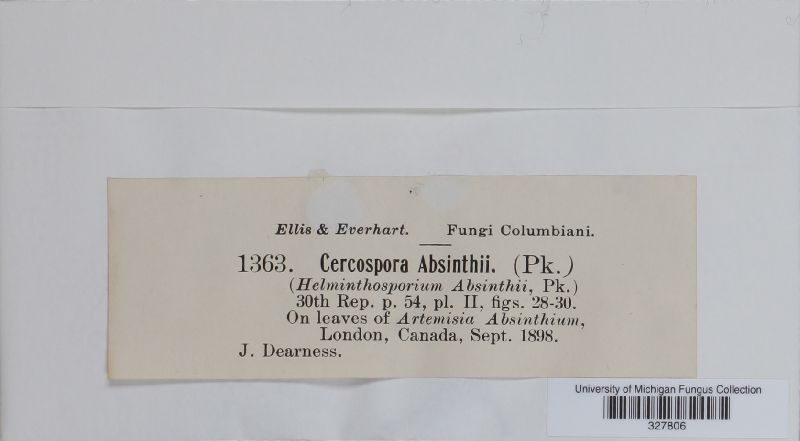 Ellis & Everhart. Fungi Columbiani.
1363. Cercospora Absinthii. (Pk.)
(Helminthosporium Absinthii, Pk.)
30th Rep. p. 54, pl. II, figs. 28-30.
On leaves of Artemisia Absinthium,
London, Canada, Sept. 1898.
J. Dearness.
University of Michigan Fungus Collection
327806